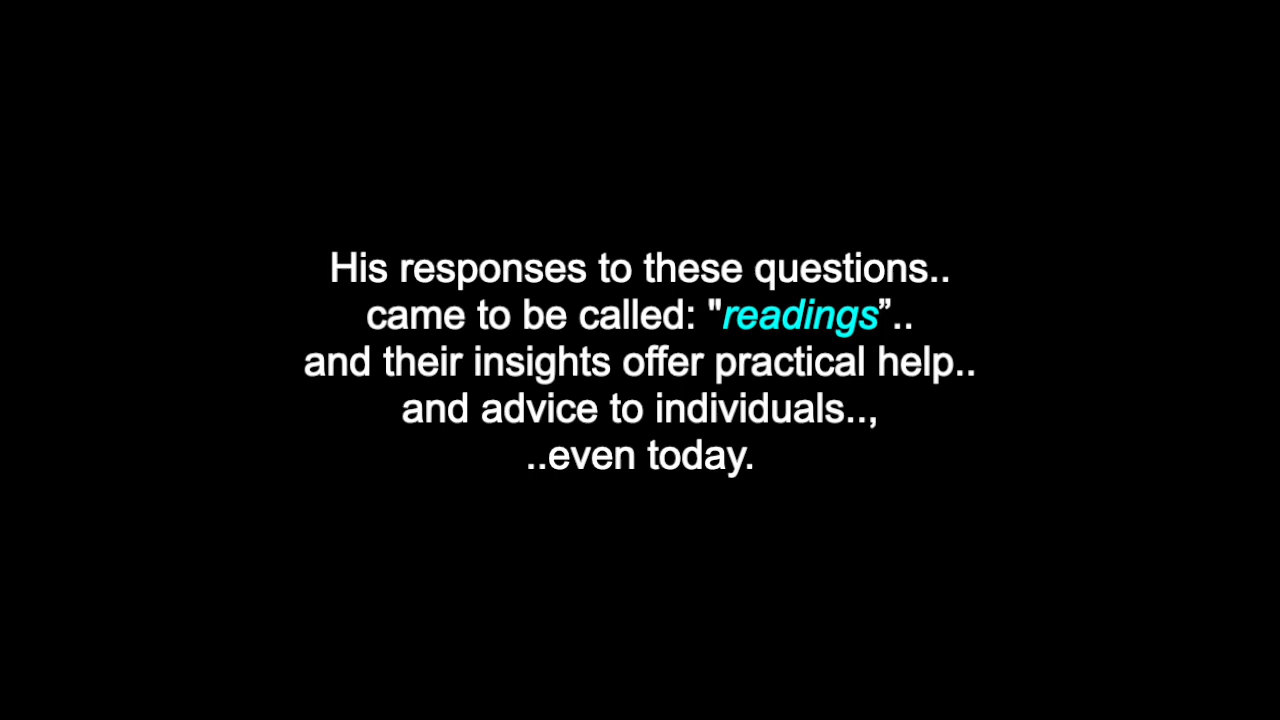 His responses to these questions..
came to be called: "readings”..
and their insights offer practical help..
and advice to individuals..,
..even today.